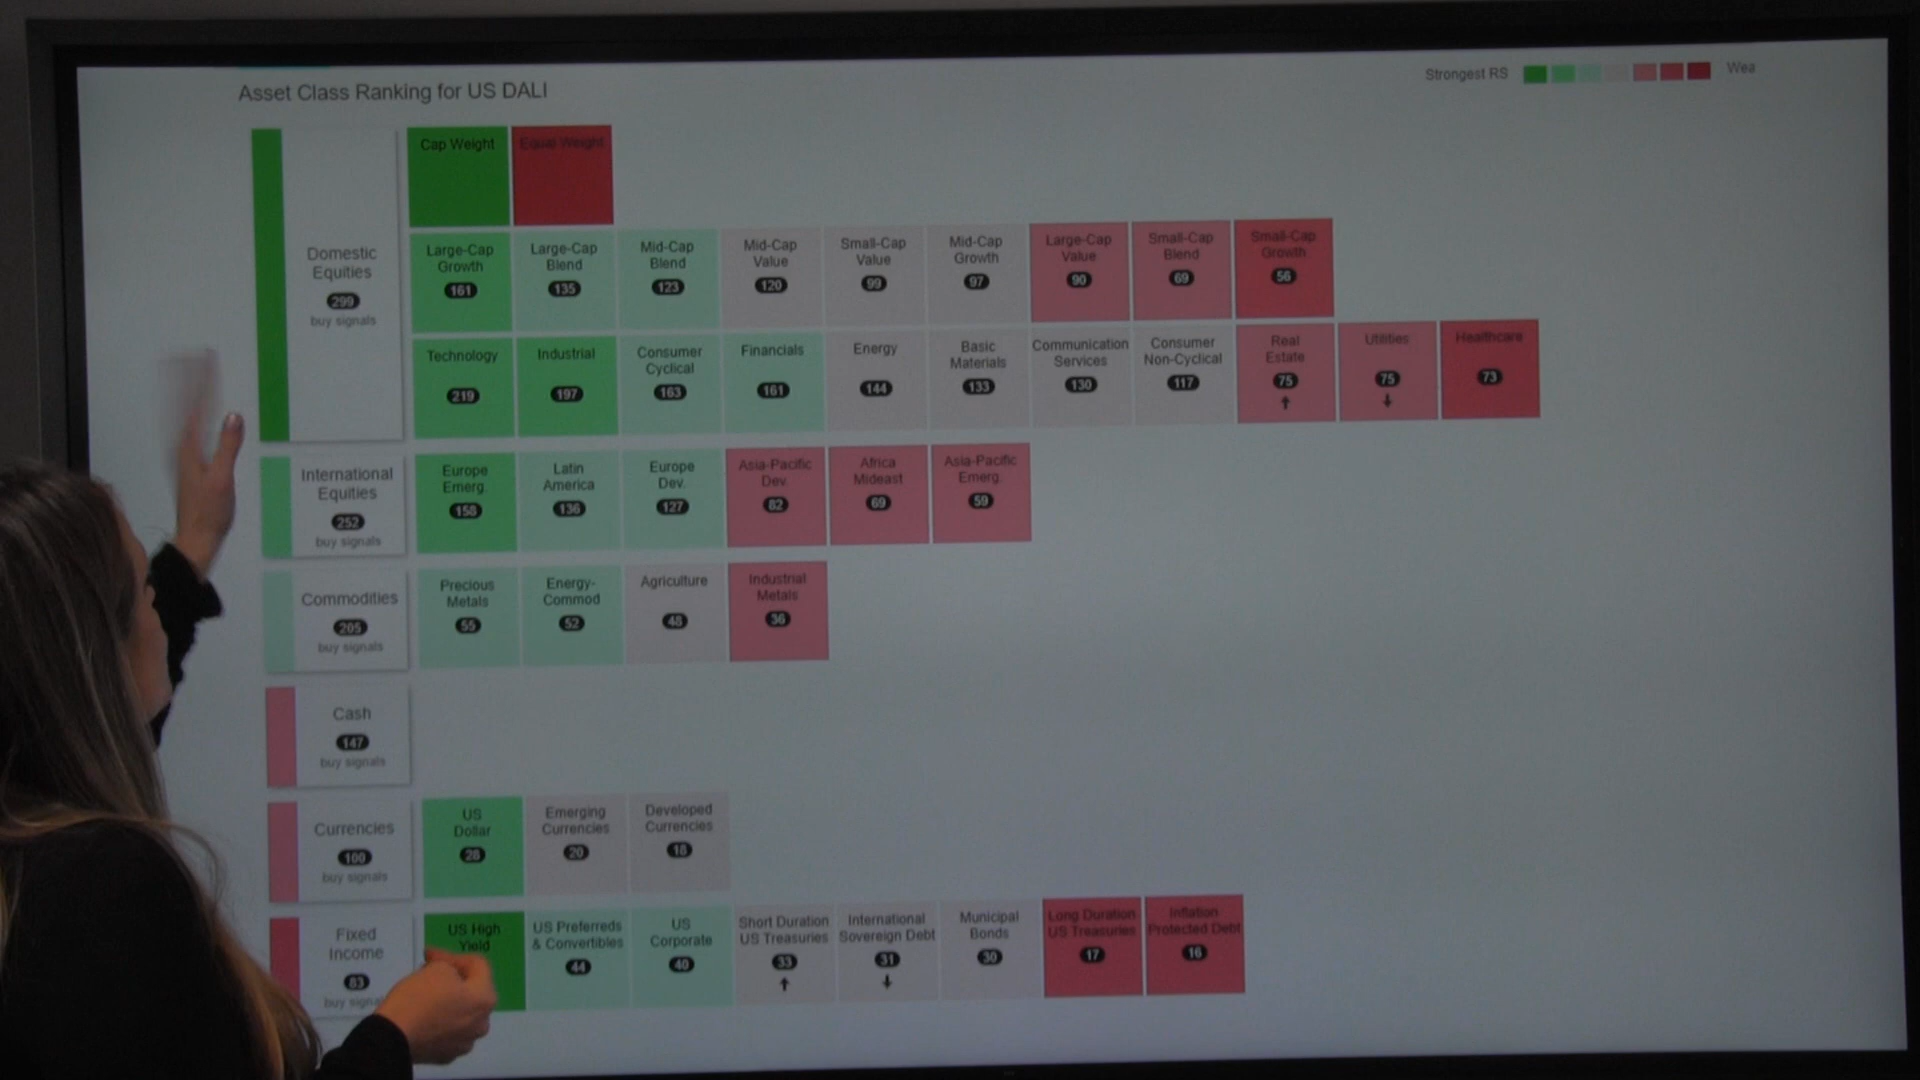 Asset Class Ranking for US DALI
Strongest RS
Wea
Domestic
Equities
299
buy signals
Cap Weight
Equal Weight
Large-Cap
Growth
161
Large-Cap
Blend
135
Mid-Cap
Blend
123
Mid-Cap
Value
120
Small-Cap
Value
99
Mid-Cap
Growth
97
Large-Cap
Value
90
Small-Cap
Blend
69
Small-Cap
Growth
56
Technology
219
Industrial
197
Consumer
Cyclical
163
Financials
161
Energy
144
Basic
Materials
133
Communication
Services
130
Consumer
Non-Cyclical
117
Real
Estate
75
Utilities
75
Healthcare
73
International
Equities
252
buy signals
Europe
Emerg.
158
Latin
America
136
Europe
Dev.
127
Asia-Pacific
Dev.
82
Africa
Mideast
69
Asia-Pacific
Emerg.
59
Commodities
205
buy signals
Precious
Metals
55
Energy-
Commod
52
Agriculture
48
Industrial
Metals
36
Cash
147
buy signals
Currencies
100
buy signals
US
Dollar
28
Emerging
Currencies
20
Developed
Currencies
18
Fixed
Income
83
buy signa
US High
Yield
US Preferreds
& Convertibles
44
US
Corporate
40
Short Duration
US Treasuries
33
International
Sovereign Debt
31
Municipal
Bonds
30
Long Duration
US Treasuries
17
Inflation
Protected Debt
16